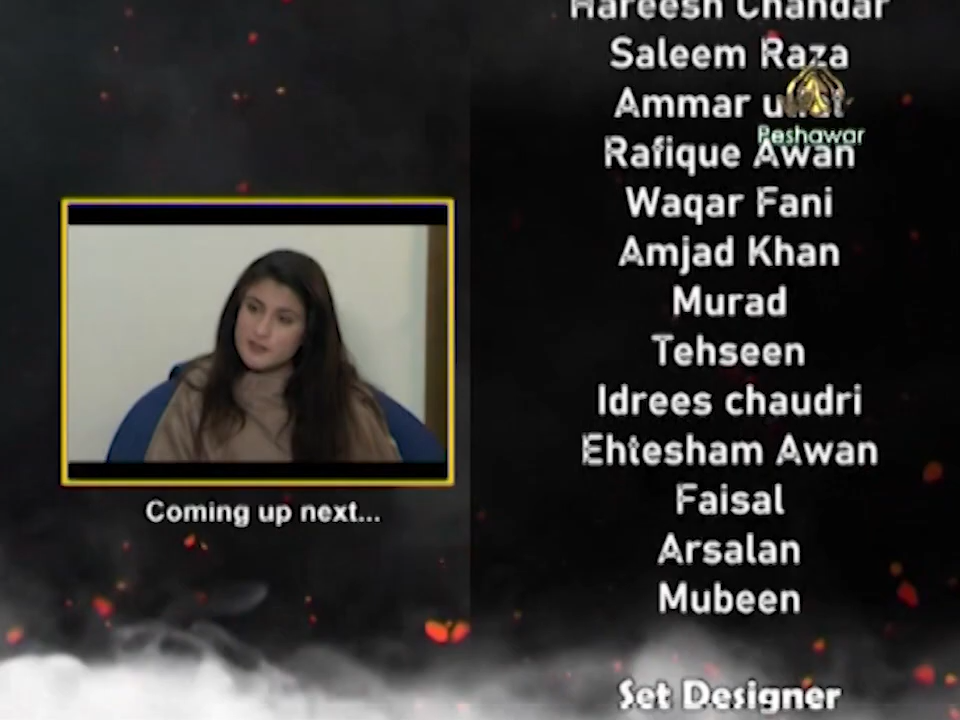 Hareesh Chandar
Saleem Raza
Ammar
Peshawar
Rafique Awan
Waqar Fani
Amjad Khan
Murad
Tehseen
Idrees chaudri
Ehtesham Awan
Faisal
Arsalan
Mubeen
Set Designer
Coming up next...